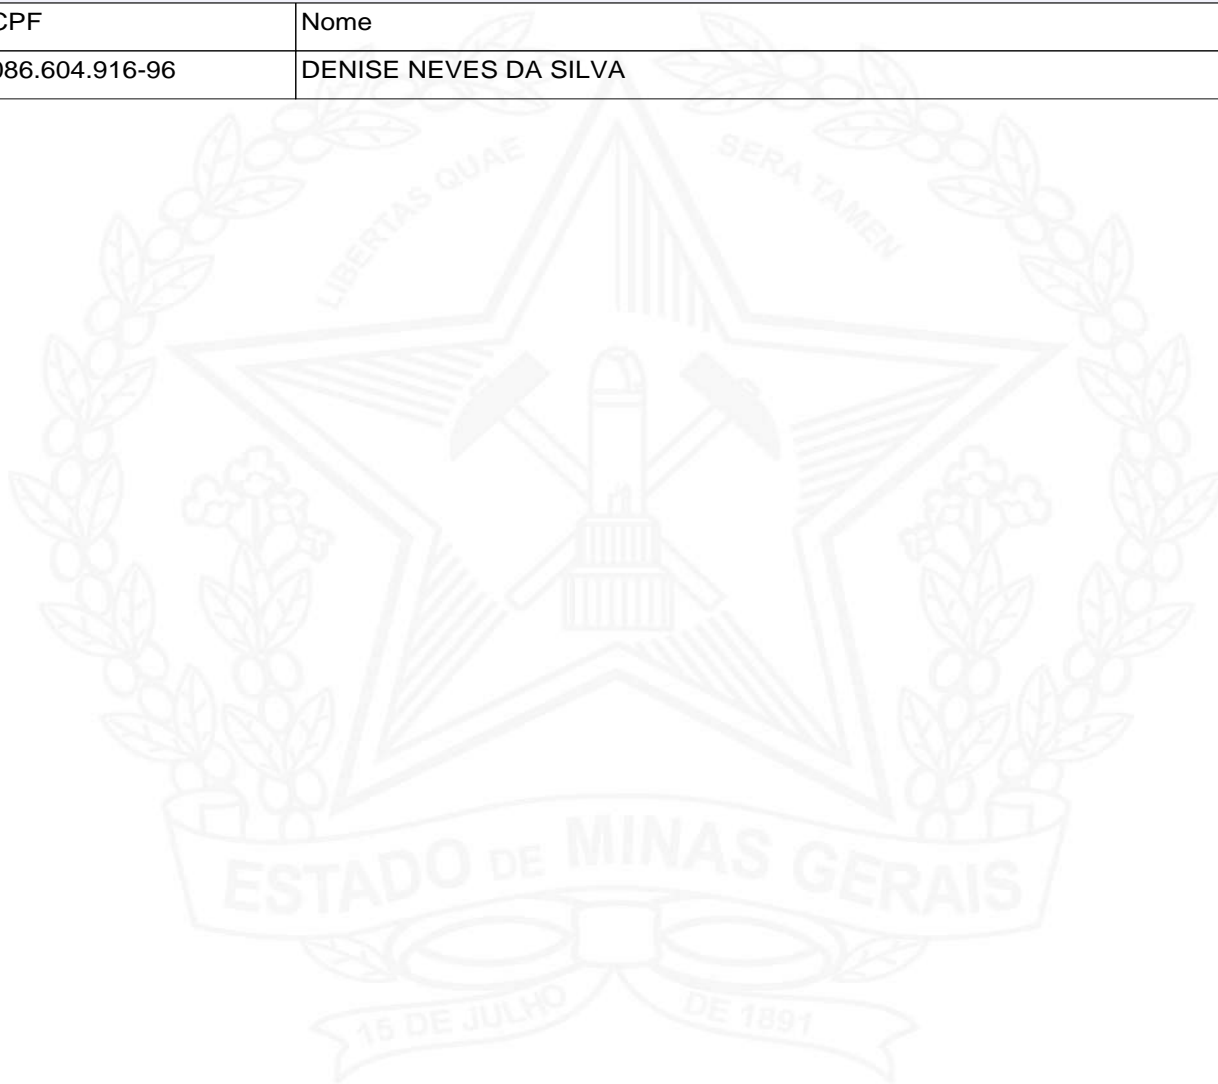 CPF Nome
086.604.916-96 DENISE NEVES DA SILVA
LIBERTAS QUAE SERA TAMEN
ESTADO DE MINAS GERAIS
15 DE JULHO DE 1891